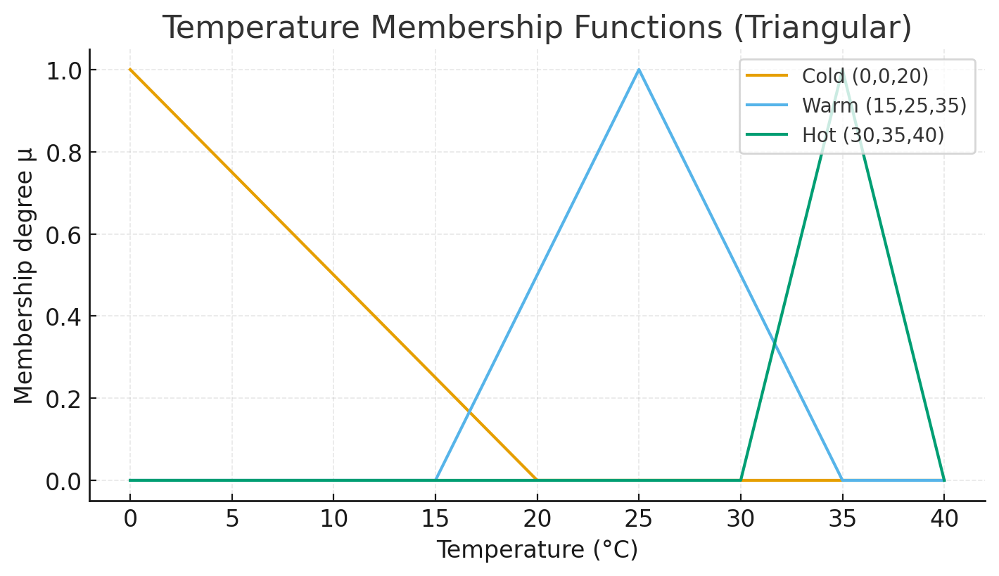 Temperature Membership Functions (Triangular)
Membership degree μ
1.0
0.8
0.6
0.4
0.2
0.0
Cold (0,0,20)
Warm (15,25,35)
Hot (30,35,40)
0 5 10 15 20 25 30 35 40
Temperature (°C)